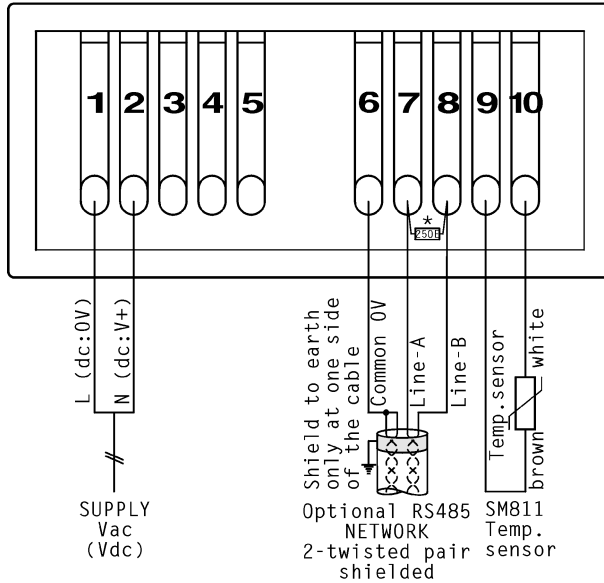 1 2 3 4 5 6 7 8 9 10
*
250E
L (dc:0V)
N (dc:V+)
Shield to earth
only at one side
of the cable
Common 0V
Line-A
Line-B
Temp.sensor
brown
white
SUPPLY
Vac
(Vdc)
Optional RS485
NETWORK
2-twisted pair
shielded
SM811
Temp.
sensor